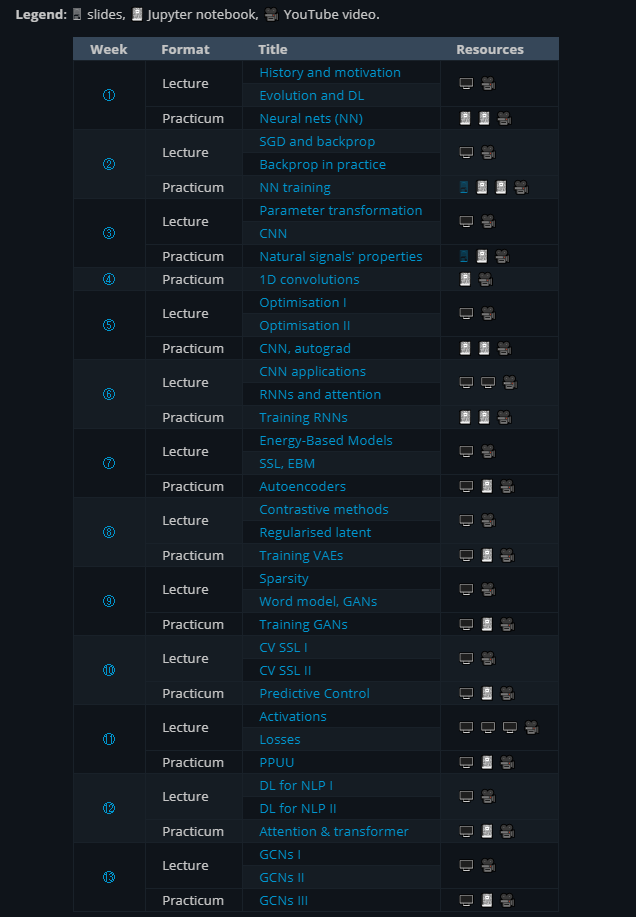 Legend: slides, Jupyter notebook, YouTube video.
Week Format Title Resources
① Lecture History and motivation
Evolution and DL
Practicum Neural nets (NN)
② Lecture SGD and backprop
Backprop in practice
Practicum NN training
③ Lecture Parameter transformation
CNN
Practicum Natural signals' properties
④ Practicum 1D convolutions
⑤ Lecture Optimisation I
Optimisation II
Practicum CNN, autograd
⑥ Lecture CNN applications
RNNs and attention
Practicum Training RNNs
⑦ Lecture Energy-Based Models
SSL, EBM
Practicum Autoencoders
⑧ Lecture Contrastive methods
Regularised latent
Practicum Training VAEs
⑨ Lecture Sparsity
Word model, GANs
Practicum Training GANs
⑩ Lecture CV SSL I
CV SSL II
Practicum Predictive Control
⑪ Lecture Activations
Losses
Practicum PPUU
⑫ Lecture DL for NLP I
DL for NLP II
Practicum Attention & transformer
⑬ Lecture GCNs I
GCNs II
Practicum GCNs III